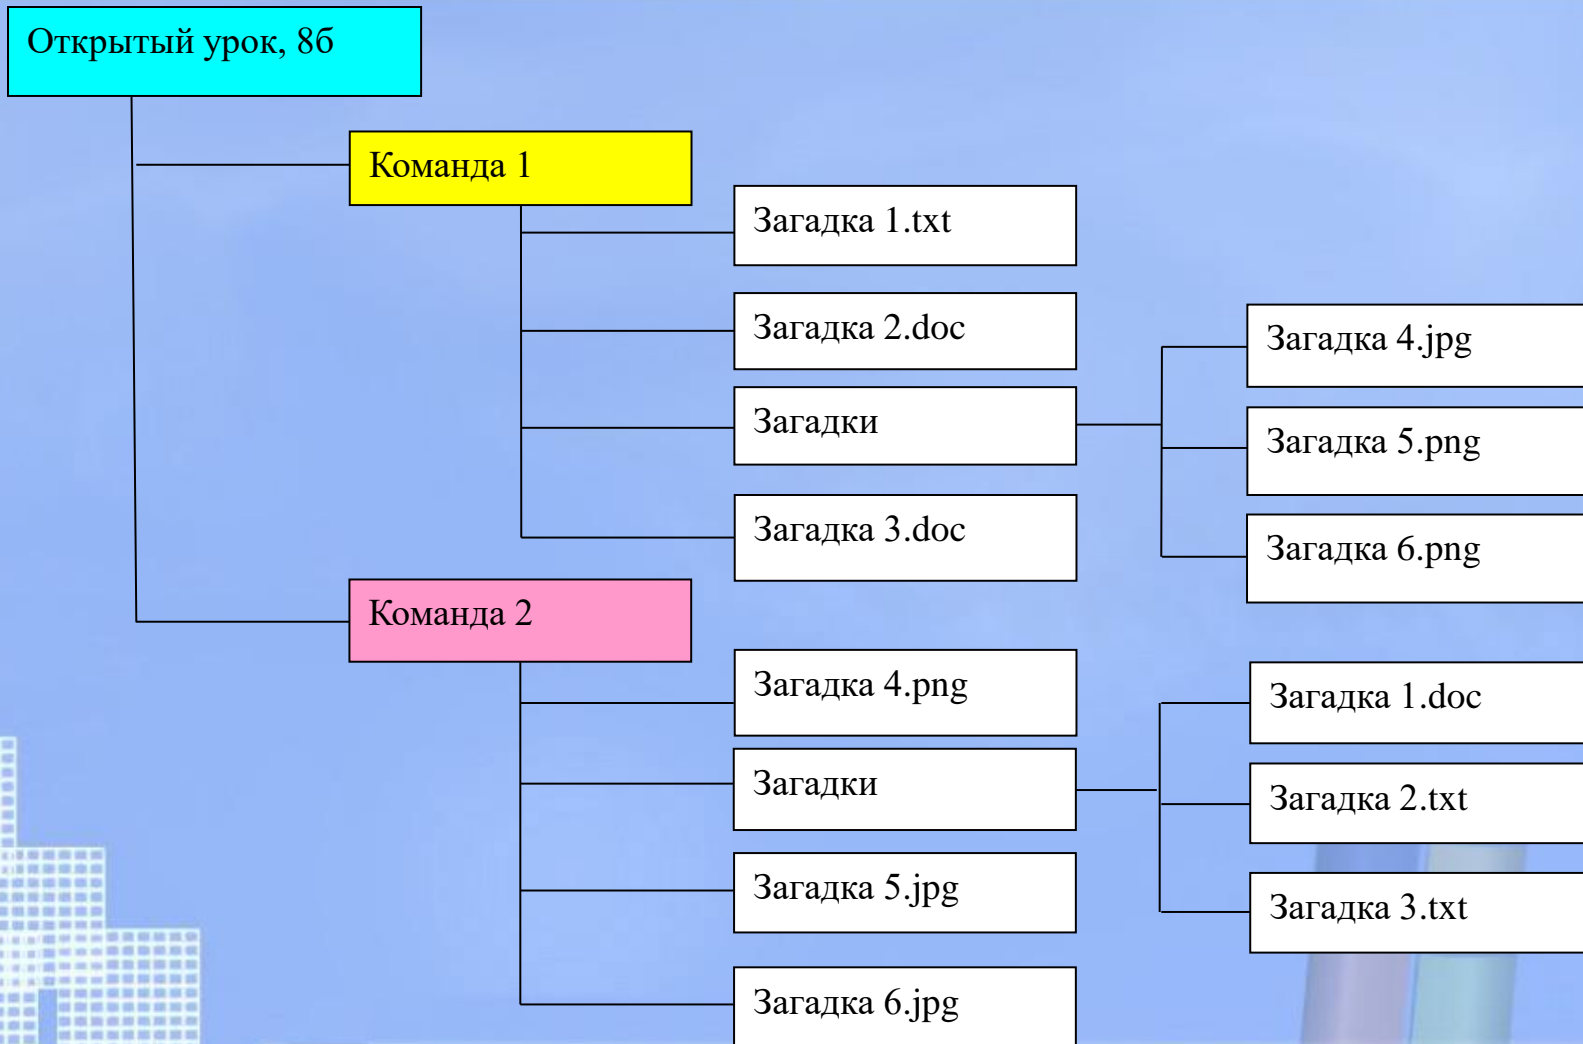 Открытый урок, 8б
Команда 1
Загадка 1.txt
Загадка 2.doc
Загадки
Загадка 3.doc
Загадка 4.jpg
Загадка 5.png
Загадка 6.png
Команда 2
Загадка 4.png
Загадки
Загадка 5.jpg
Загадка 6.jpg
Загадка 1.doc
Загадка 2.txt
Загадка 3.txt